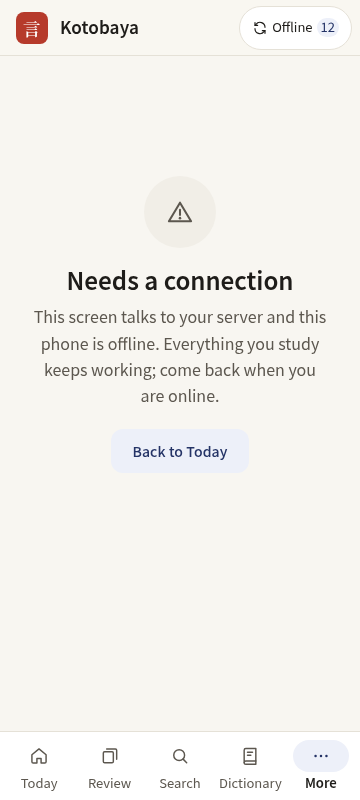 言 Kotobaya
Offline 12
Needs a connection
This screen talks to your server and this
phone is offline. Everything you study
keeps working; come back when you
are online.
Back to Today
Today Review Search Dictionary More